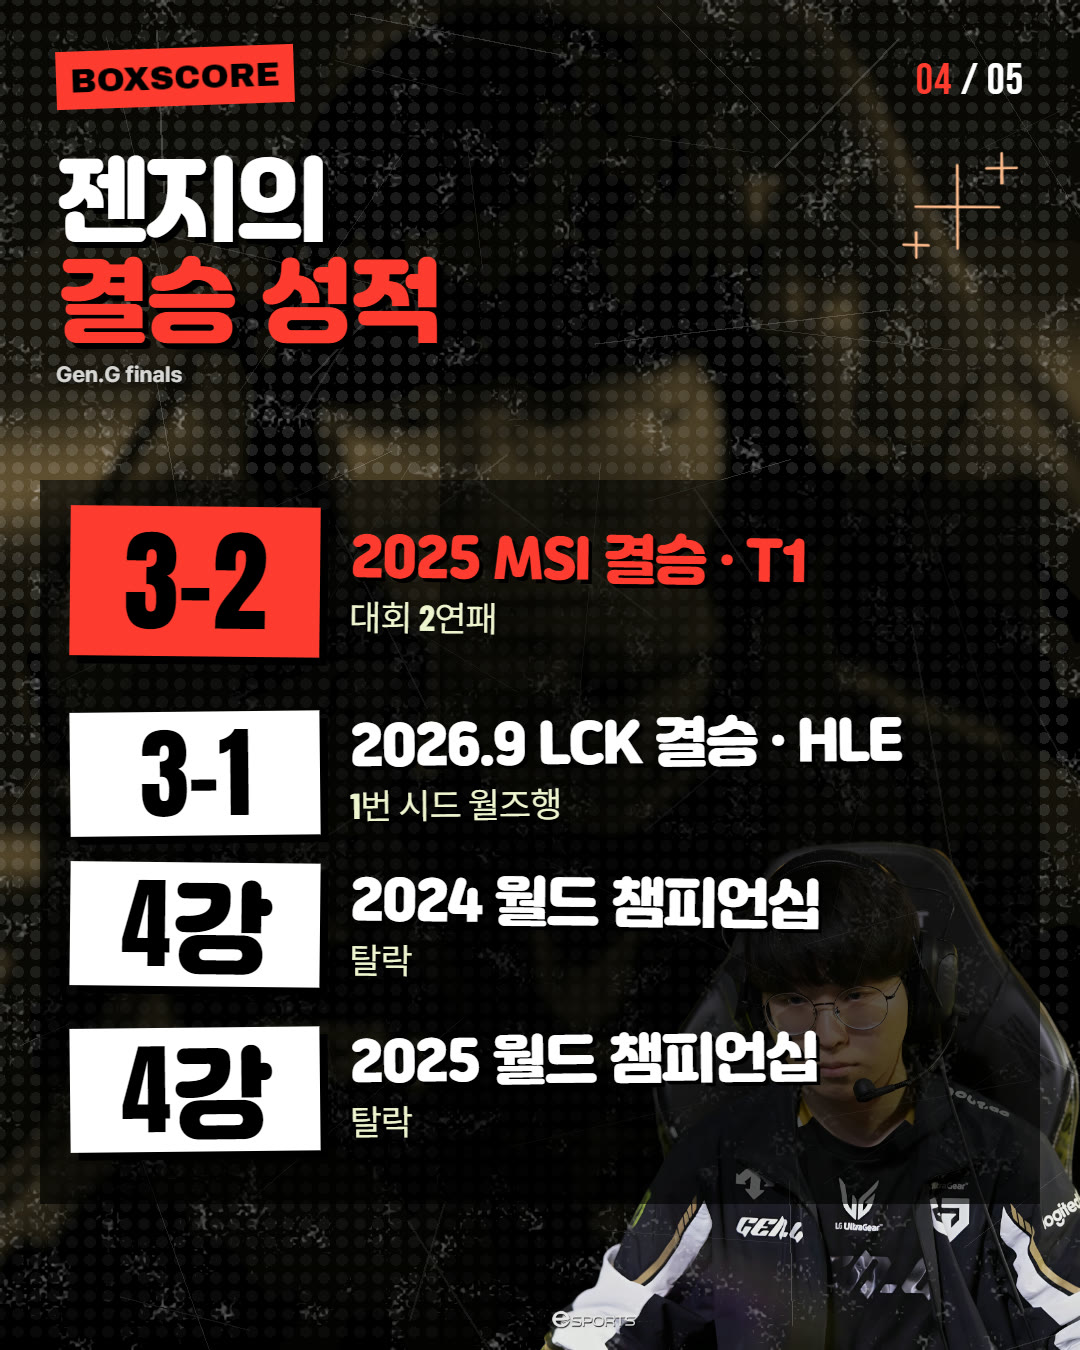 BOXSCORE
04 / 05
젠지의
결승 성적
Gen.G finals
3-2
2025 MSI 결승 · T1
대회 2연패
3-1
2026.9 LCK 결승 · HLE
1번 시드 월즈행
4강
2024 월드 챔피언십
탈락
4강
2025 월드 챔피언십
탈락
GEN.G
LG UltraGear
logitech
eSPORTS